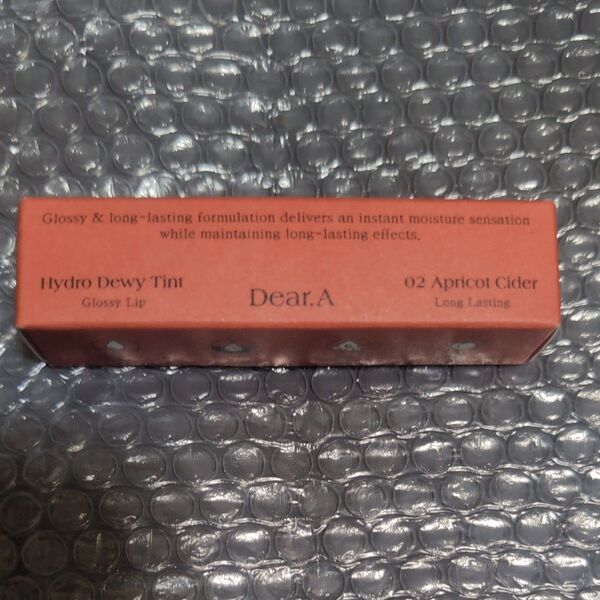 Glossy & long-lasting formulation delivers an instant moisture sensation
while maintaining long-lasting effects.
Hydro Dewy Tint
Glossy Lip
Dear.A
02 Apricot Cider
Long Lasting